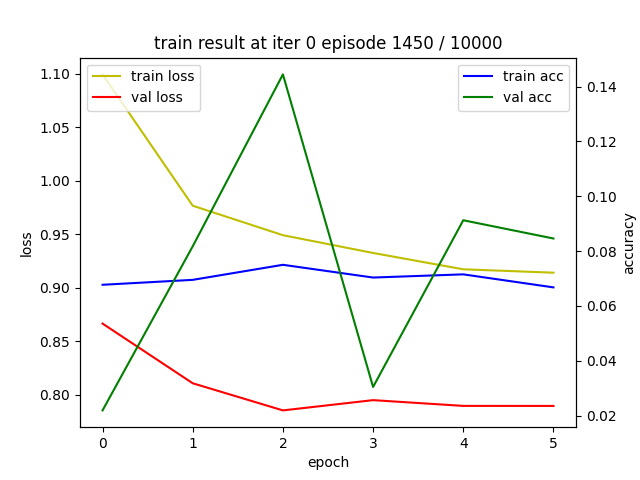 train result at iter 0 episode 1450 / 10000
train loss
val loss
train acc
val acc
1.10
1.05
1.00
0.95
0.90
0.85
0.80
loss
0.14
0.12
0.10
0.08
0.06
0.04
0.02
accuracy
0 1 2 3 4 5
epoch